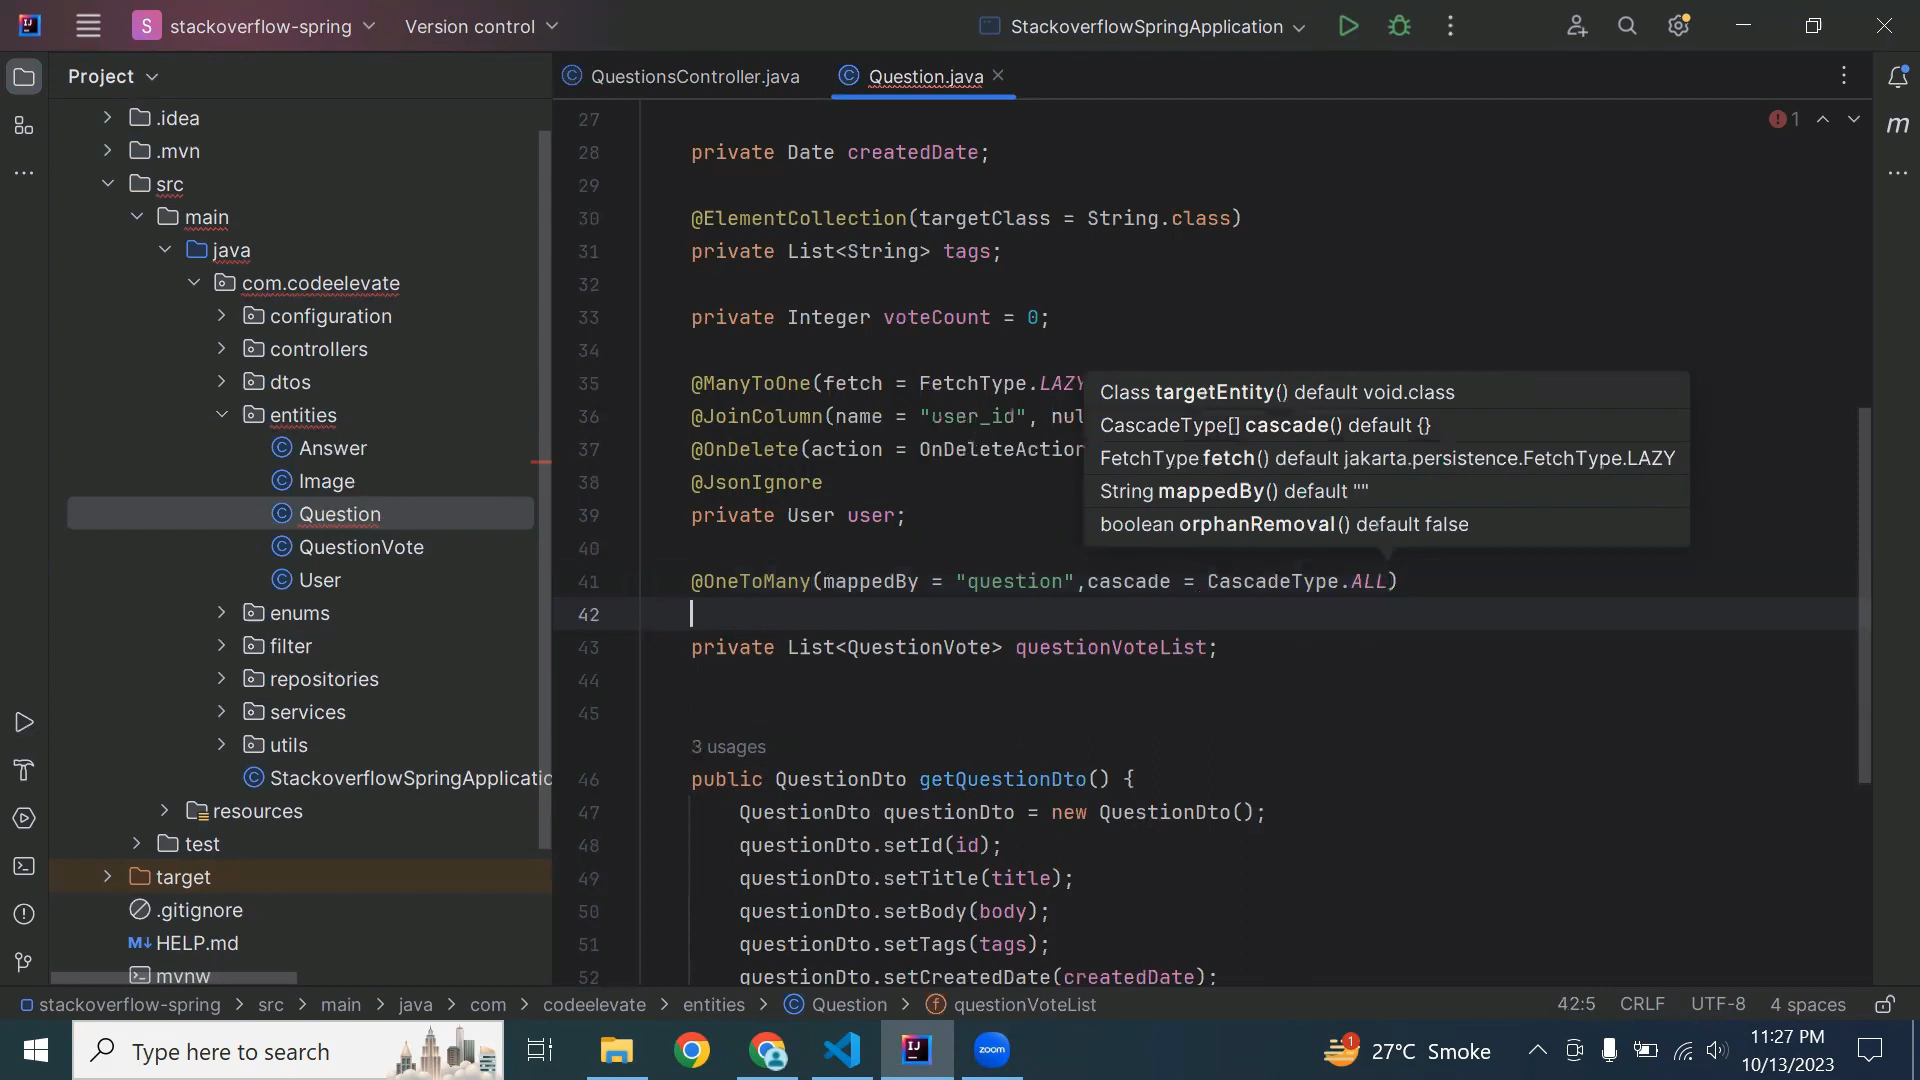 S stackoverflow-spring Version control StackoverflowSpringApplication
Project
QuestionsController.java Question.java
.idea
.mvn
src
main
java
com.codeelevate
configuration
controllers
dtos
entities
Answer
Image
Question
QuestionVote
User
enums
filter
repositories
services
utils
StackoverflowSpringApplicatio
resources
test
target
.gitignore
HELP.md
mvnw
1
27
28 private Date createdDate;
29
30 @ElementCollection(targetClass = String.class)
31 private List<String> tags;
32
33 private Integer voteCount = 0;
34
35 @ManyToOne(fetch = FetchType.LAZY
36 @JoinColumn(name = "user_id", nul
37 @OnDelete(action = OnDeleteAction
38 @JsonIgnore
39 private User user;
40
41 @OneToMany(mappedBy = "question",cascade = CascadeType.ALL)
42
43 private List<QuestionVote> questionVoteList;
44
45
3 usages
46 public QuestionDto getQuestionDto() {
47 QuestionDto questionDto = new QuestionDto();
48 questionDto.setId(id);
49 questionDto.setTitle(title);
50 questionDto.setBody(body);
51 questionDto.setTags(tags);
52 questionDto.setCreatedDate(createdDate);
Class targetEntity() default void.class
CascadeType[] cascade() default {}
FetchType fetch() default jakarta.persistence.FetchType.LAZY
String mappedBy() default ""
boolean orphanRemoval() default false
m
stackoverflow-spring > src > main > java > com > codeelevate > entities > Question > questionVoteList 42:5 CRLF UTF-8 4 spaces
Type here to search
zoom
1
27°C Smoke
11:27 PM
10/13/2023